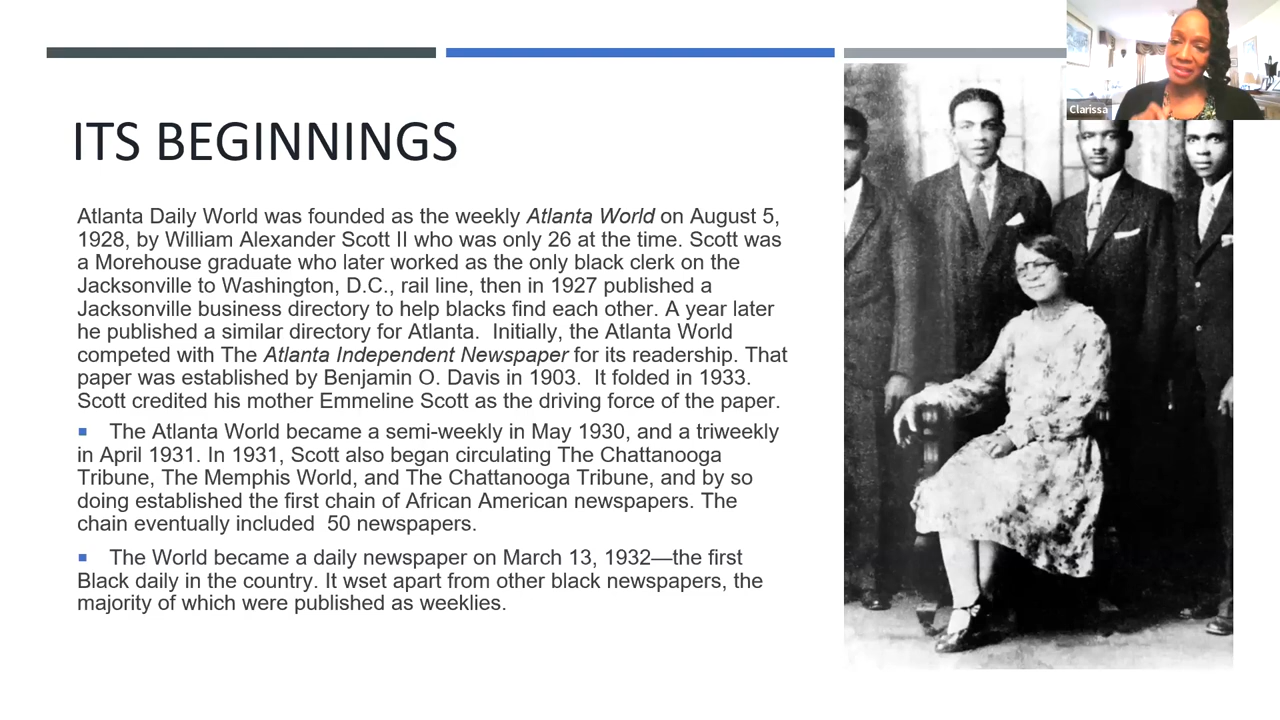 Clarissa
ITS BEGINNINGS
Atlanta Daily World was founded as the weekly Atlanta World on August 5,
1928, by William Alexander Scott II who was only 26 at the time. Scott was
a Morehouse graduate who later worked as the only black clerk on the
Jacksonville to Washington, D.C., rail line, then in 1927 published a
Jacksonville business directory to help blacks find each other. A year later
he published a similar directory for Atlanta.  Initially, the Atlanta World
competed with The Atlanta Independent Newspaper for its readership. That
paper was established by Benjamin O. Davis in 1903.  It folded in 1933.
Scott credited his mother Emmeline Scott as the driving force of the paper.
▪ The Atlanta World became a semi-weekly in May 1930, and a triweekly
in April 1931. In 1931, Scott also began circulating The Chattanooga
Tribune, The Memphis World, and The Chattanooga Tribune, and by so
doing established the first chain of African American newspapers. The
chain eventually included  50 newspapers.
▪ The World became a daily newspaper on March 13, 1932—the first
Black daily in the country. It wset apart from other black newspapers, the
majority of which were published as weeklies.